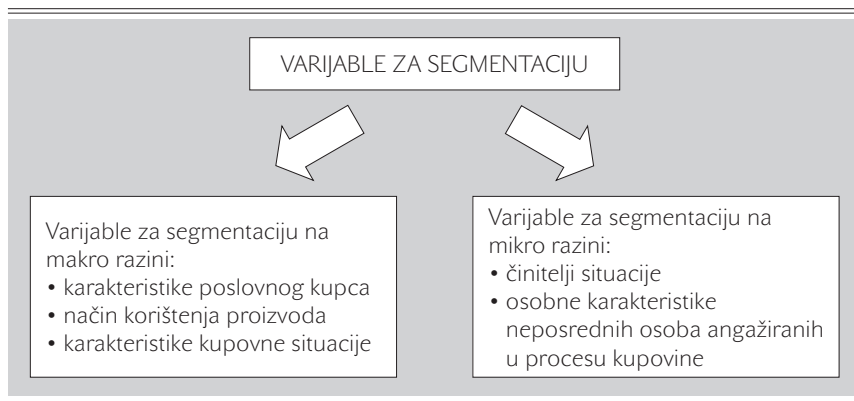 VARIJABLE ZA SEGMENTACIJU
Varijable za segmentaciju na
makro razini:
• karakteristike poslovnog kupca
• način korištenja proizvoda
• karakteristike kupovne situacije
Varijable za segmentaciju na
mikro razini:
• činitelji situacije
• osobne karakteristike
neposrednih osoba angažiranih
u procesu kupovine